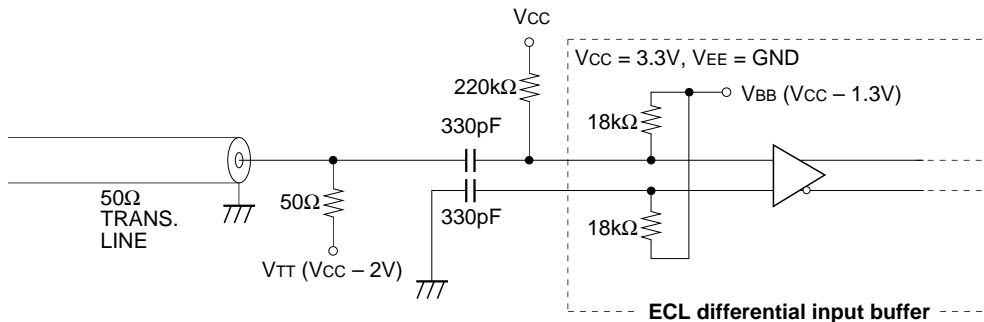 VCC
VCC = 3.3V, VEE = GND
220kΩ
VBB (VCC – 1.3V)
18kΩ
330pF
50Ω
TRANS.
LINE
50Ω
330pF
18kΩ
VTT (VCC – 2V)
ECL differential input buffer